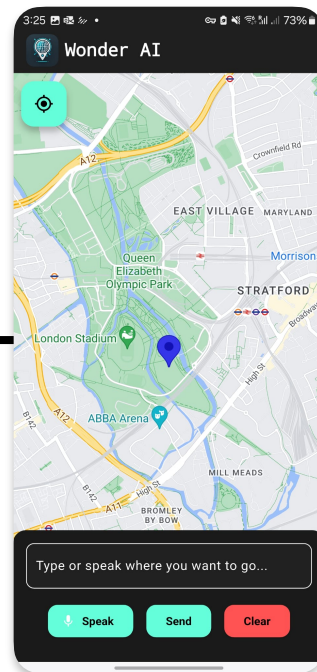 3:25
73%
Wonder AI
A12
Crownfield Rd
EAST VILLAGE
MARYLAND
Queen
Elizabeth
Olympic Park
Morrison
STRATFORD
Broadway
London Stadium
High St
ABBA Arena
A12
B142
MILL MEADS
B142
High St
A11
BROMLEY
BY BOW
Type or speak where you want to go...
Speak
Send
Clear